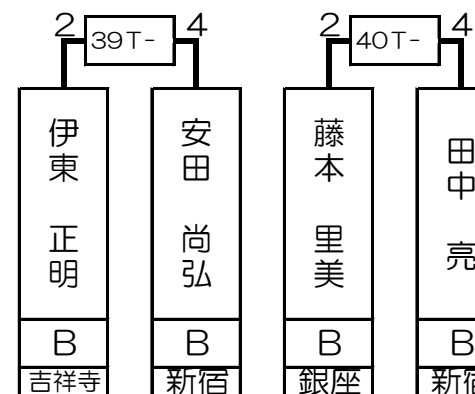 2 39T- 4 2 40T- 4
伊東 正明
安田 尚弘
藤本 里美
田中 亮
B B B B
吉祥寺 新宿 銀座 新宿